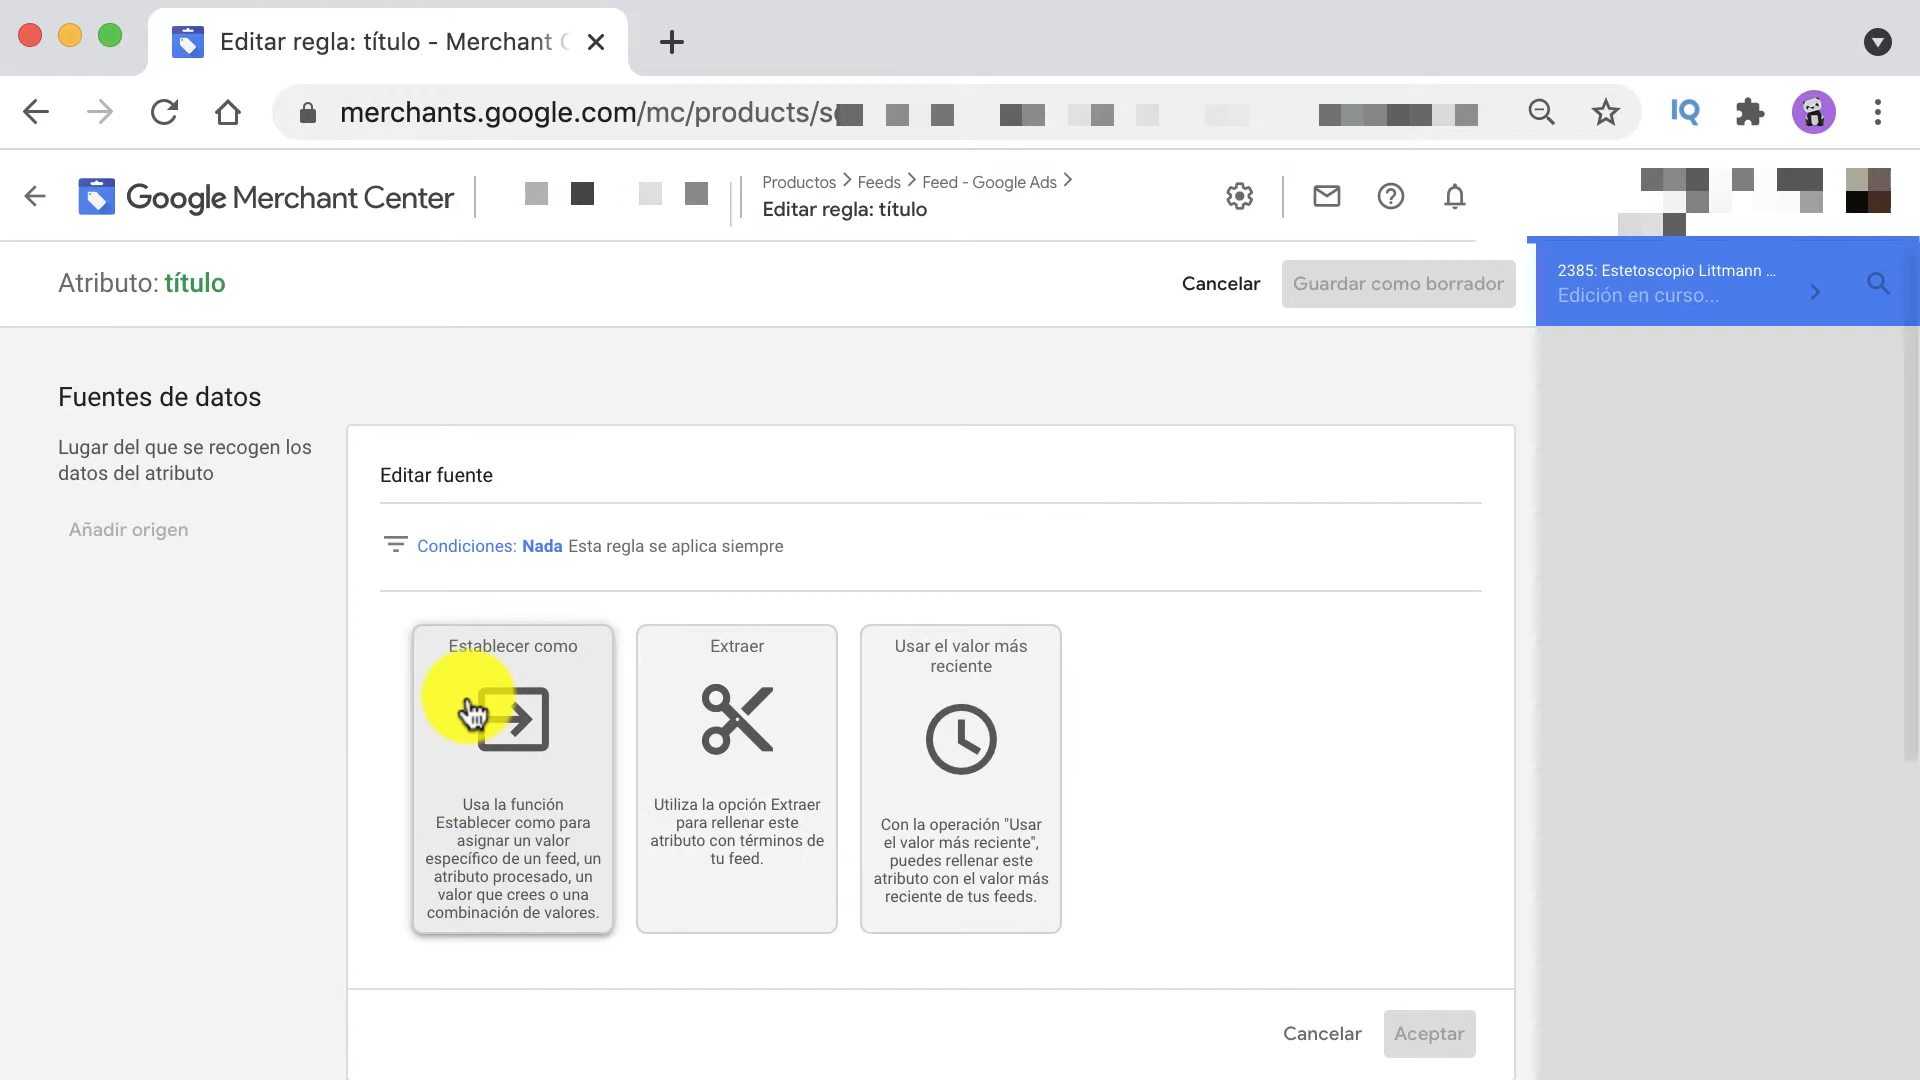 Editar regla: título - Merchant
merchants.google.com/mc/products/s
IQ
Google Merchant Center
Productos > Feeds > Feed - Google Ads >
Editar regla: título
Atributo: título
Cancelar
Guardar como borrador
2385: Estetoscopio Littmann ...
Edición en curso...
Fuentes de datos
Lugar del que se recogen los
datos del atributo
Añadir origen
Editar fuente
Condiciones: Nada Esta regla se aplica siempre
Establecer como
Usa la función
Establecer como para
asignar un valor
específico de un feed, un
atributo procesado, un
valor que crees o una
combinación de valores.
Extraer
Utiliza la opción Extraer
para rellenar este
atributo con términos de
tu feed.
Usar el valor más
reciente
Con la operación "Usar
el valor más reciente",
puedes rellenar este
atributo con el valor más
reciente de tus feeds.
Cancelar
Aceptar